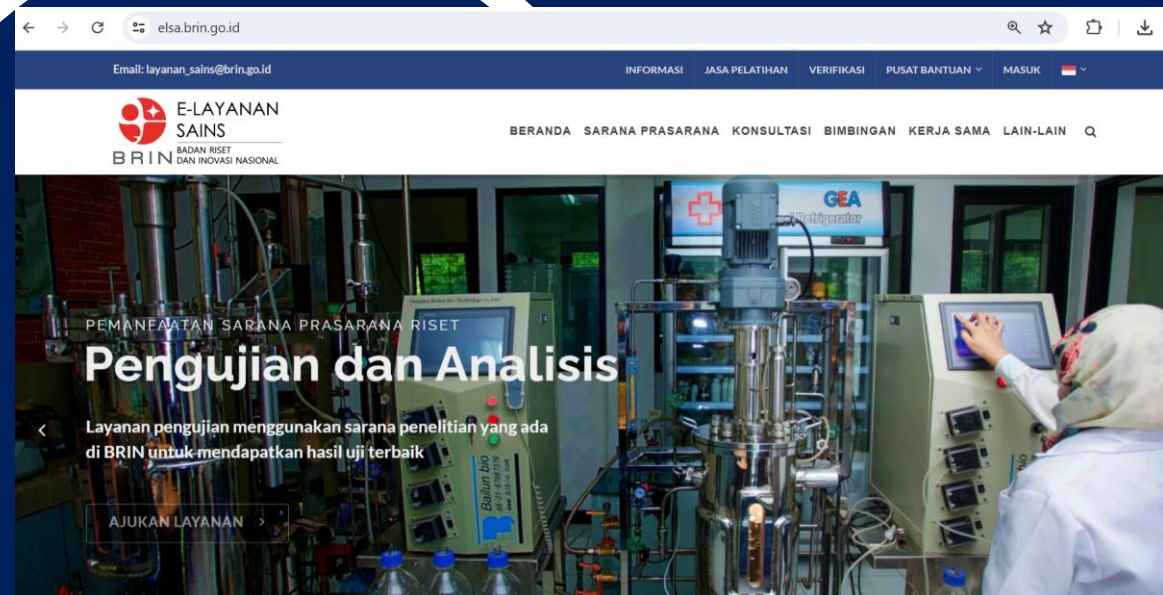 elsa.brin.go.id
Email: layanan_sains@brin.go.id
INFORMASI JASA PELATIHAN VERIFIKASI PUSAT BANTUAN MASUK
E-LAYANAN
SAINS
BRIN BADAN RISET
DAN INOVASI NASIONAL
BERANDA SARANA PRASARANA KONSULTASI BIMBINGAN KERJA SAMA LAIN-LAIN
GEA
Refrigerator
PEMANFAATAN SARANA PRASARANA RISET
Pengujian dan Analisis
Layanan pengujian menggunakan sarana penelitian yang ada
di BRIN untuk mendapatkan hasil uji terbaik
AJUKAN LAYANAN >
Bailun bio